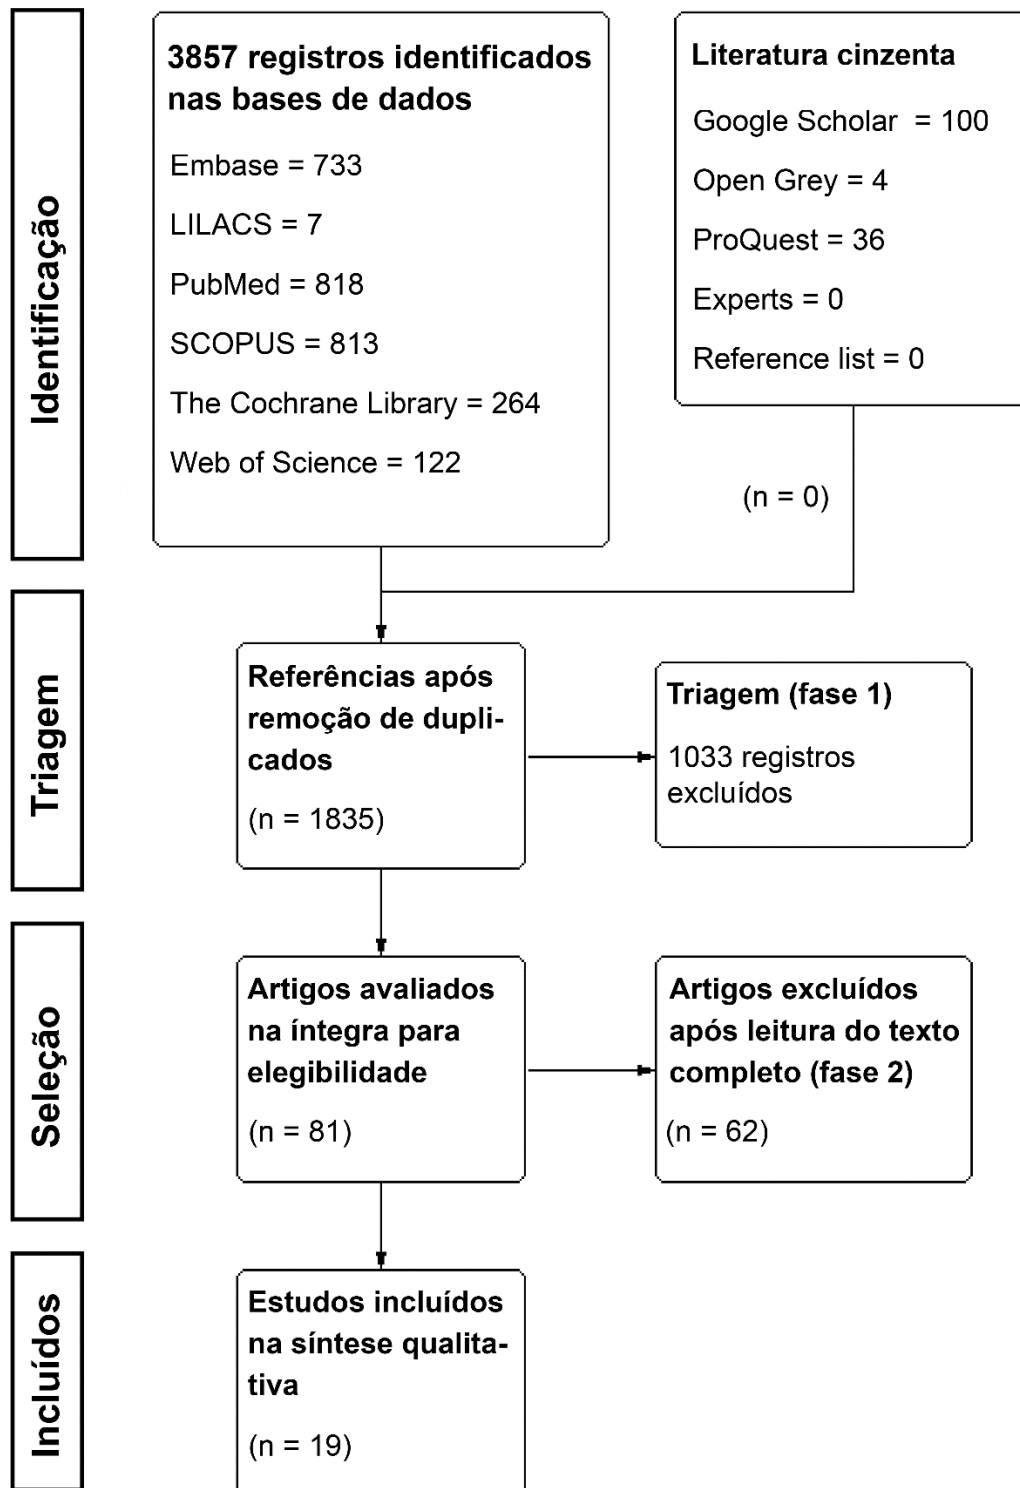 Identificação
3857 registros identificados
nas bases de dados
Embase = 733
LILACS = 7
PubMed = 818
SCOPUS = 813
The Cochrane Library = 264
Web of Science = 122
Literatura cinzenta
Google Scholar = 100
Open Grey = 4
ProQuest = 36
Experts = 0
Reference list = 0
(n = 0)
Triagem
Referências após
remoção de dupli-
cados
(n = 1835)
Triagem (fase 1)
1033 registros
excluídos
Seleção
Artigos avaliados
na íntegra para
elegibilidade
(n = 81)
Artigos excluídos
após leitura do texto
completo (fase 2)
(n = 62)
Incluídos
Estudos incluídos
na síntese qualita-
tiva
(n = 19)